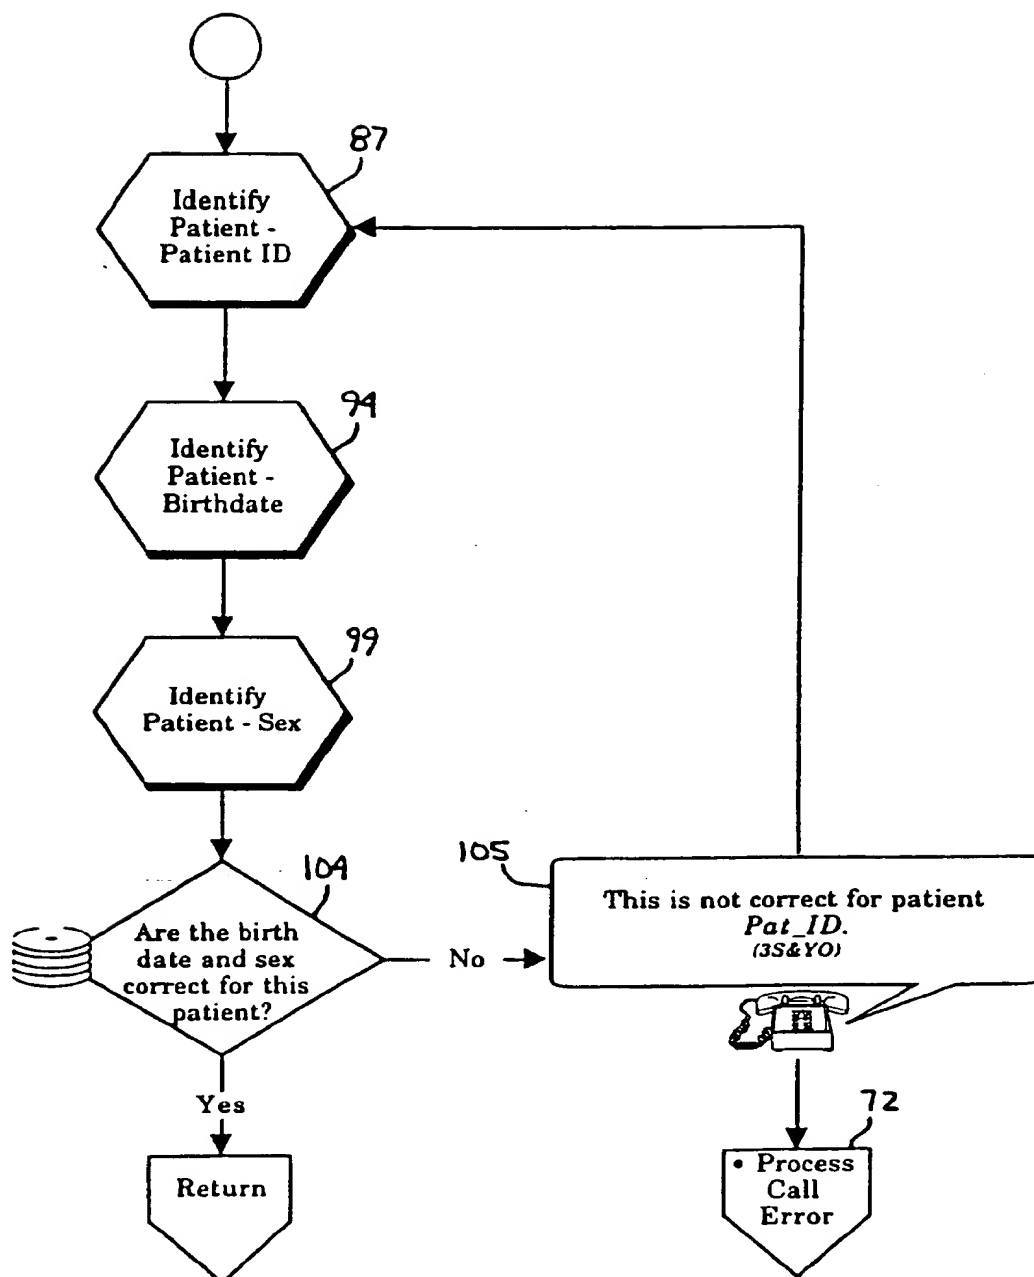 87
Identify
Patient -
Patient ID
94
Identify
Patient -
Birthdate
99
Identify
Patient - Sex
104
Are the birth
date and sex
correct for this
patient?
No
105
This is not correct for patient
Pat_ID.
(3S&YO)
Yes
Return
72
• Process
Call
Error